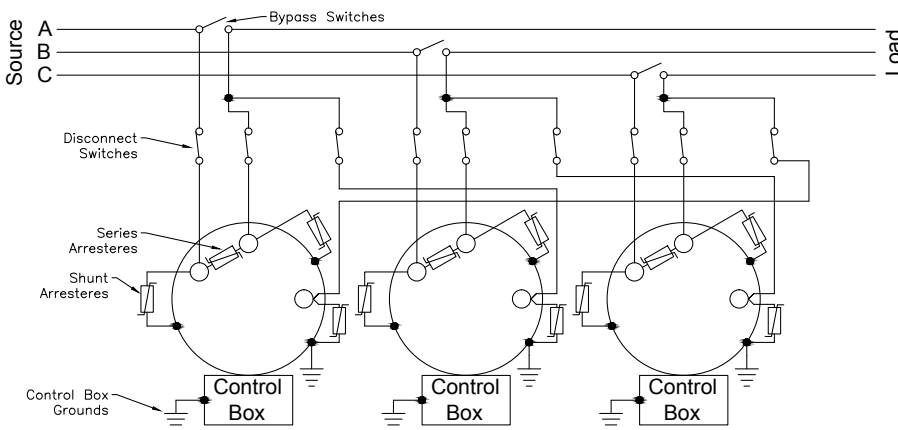 Bypass Switches
Source
A
B
C
Load
Disconnect
Switches
Series
Arresteres
Shunt
Arresteres
Control
Box
Control
Box
Control
Box
Control Box
Grounds